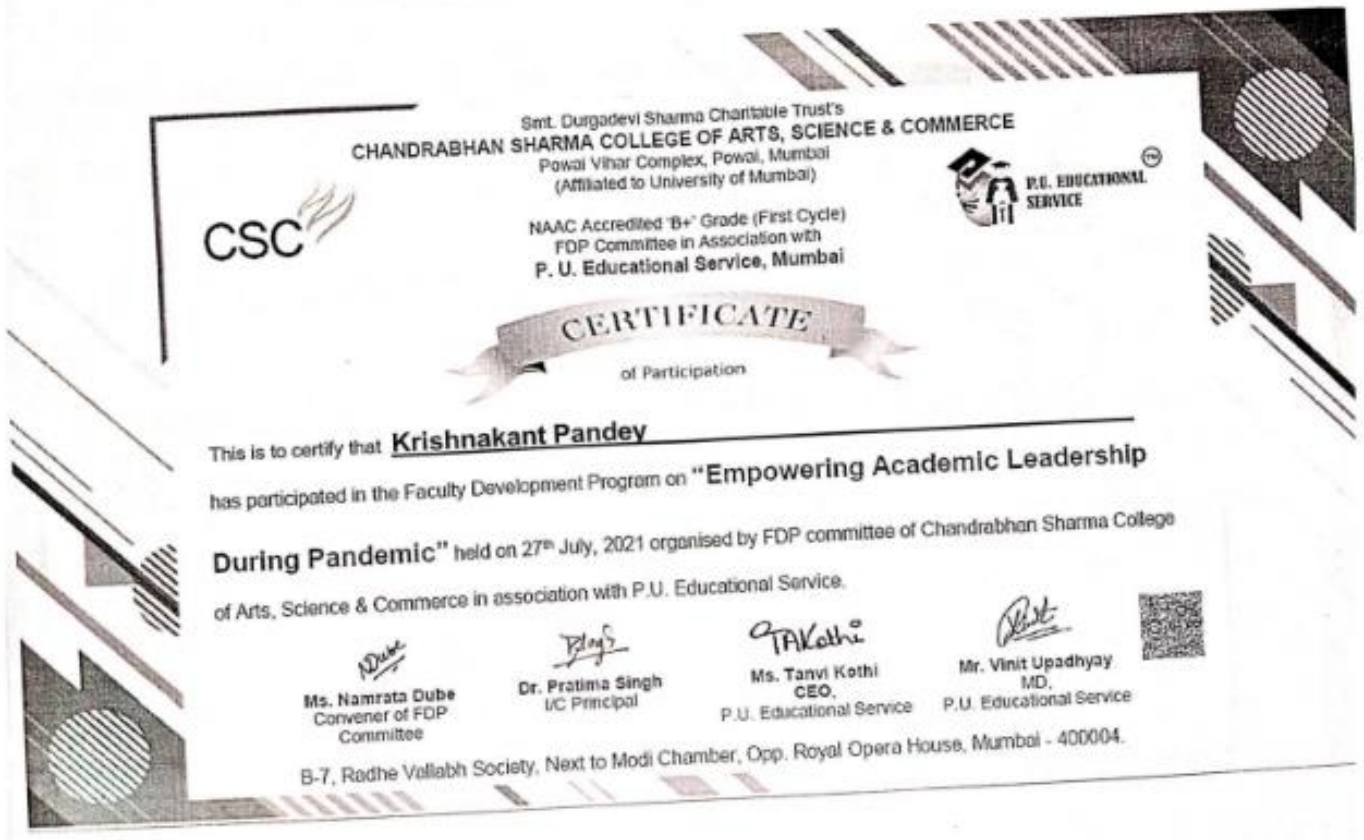 Smt. Durgadevi Sharma Charitable Trust's
CHANDRABHAN SHARMA COLLEGE OF ARTS, SCIENCE & COMMERCE
Powai Vihar Complex, Powai, Mumbai
(Affiliated to University of Mumbai)
CSC
P.U. EDUCATIONAL
SERVICE
TM
NAAC Accredited 'B+' Grade (First Cycle)
FDP Committee in Association with
P. U. Educational Service, Mumbai
CERTIFICATE
of Participation
This is to certify that Krishnakant Pandey
has participated in the Faculty Development Program on "Empowering Academic Leadership
During Pandemic" held on 27th July, 2021 organised by FDP committee of Chandrabhan Sharma College
of Arts, Science & Commerce in association with P.U. Educational Service.
NDube
TAKothi
Ms. Namrata Dube
Convener of FDP
Committee
Dr. Pratima Singh
I/C Principal
Ms. Tanvi Kothi
CEO,
P.U. Educational Service
Mr. Vinit Upadhyay
MD,
P.U. Educational Service
B-7, Radhe Vallabh Society, Next to Modi Chamber, Opp. Royal Opera House, Mumbai - 400004.